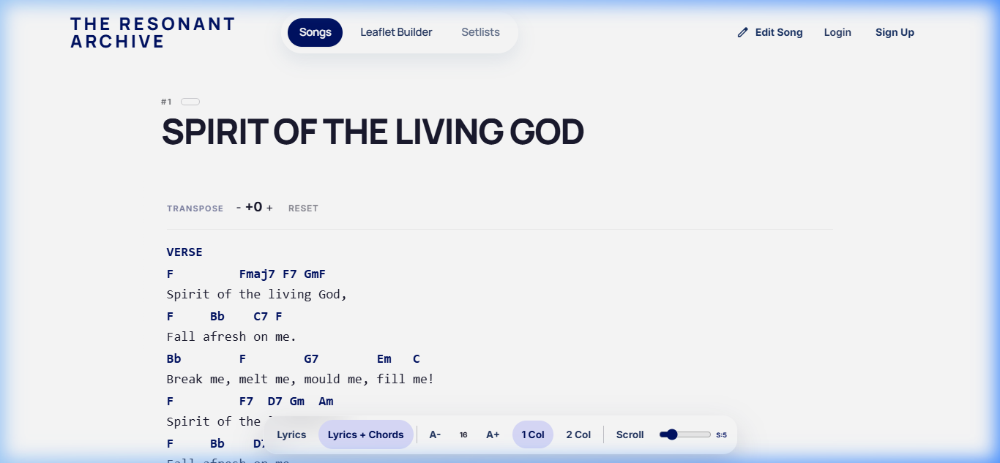 THE RESONANT
ARCHIVE
Songs
Leaflet Builder
Setlists
Edit Song
Login
Sign Up
#1
SPIRIT OF THE LIVING GOD
TRANSPOSE - +0 + RESET
VERSE
F Fmaj7 F7 GmF
Spirit of the living God,
F Bb C7 F
Fall afresh on me.
Bb F G7 Em C
Break me, melt me, mould me, fill me!
F F7 D7 Gm Am
Spirit of the
F Bb
Fall afresh on me
Lyrics
Lyrics + Chords
A-
16
A+
1 Col
2 Col
Scroll
S:5